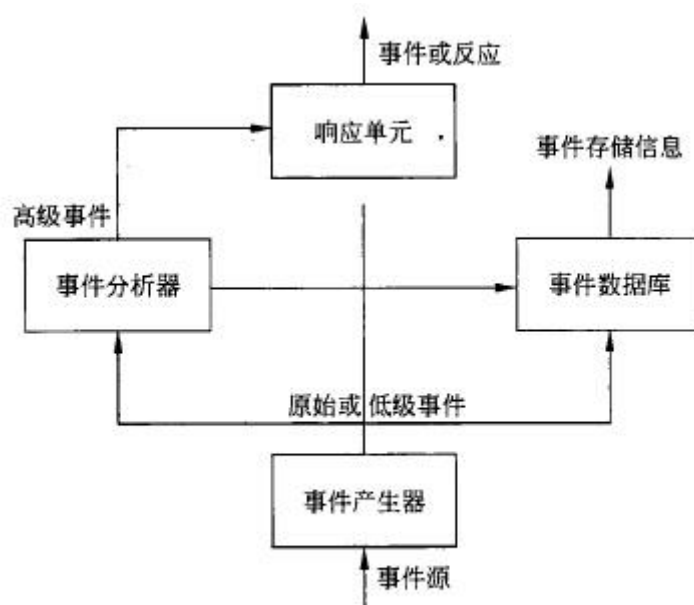 事件或反应
响应单元
事件存储信息
高级事件
事件分析器
事件数据库
原始或 低级事件
事件产生器
事件源